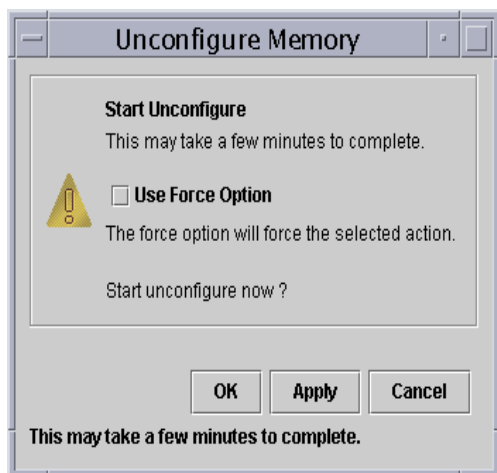 Unconfigure Memory
Start Unconfigure
This may take a few minutes to complete.
Use Force Option
The force option will force the selected action.
Start unconfigure now ?
OK Apply Cancel
This may take a few minutes to complete.